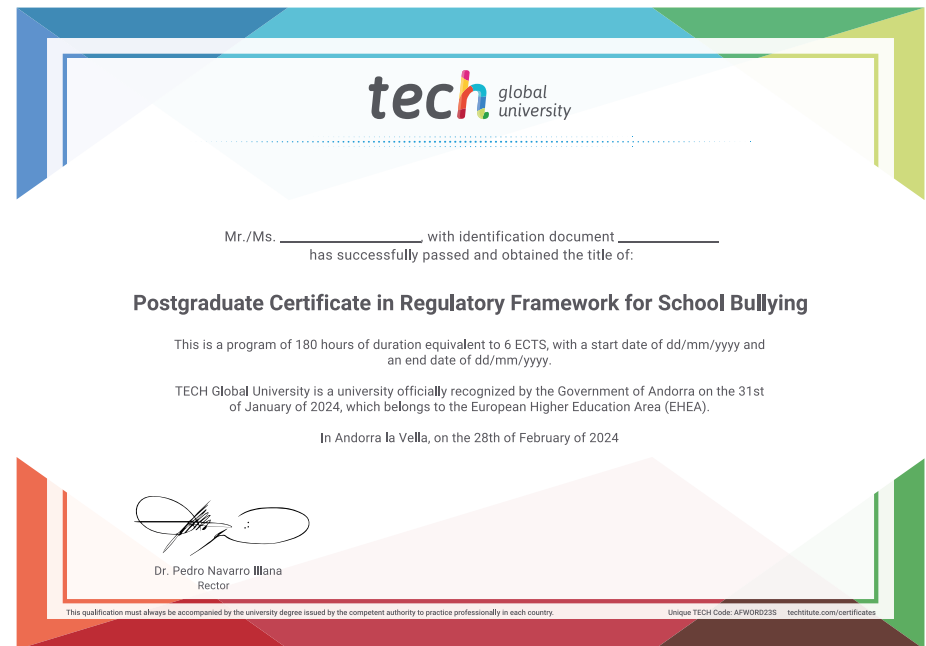 tech global
university
Mr./Ms. ____________, with identification document ____________
has successfully passed and obtained the title of:
Postgraduate Certificate in Regulatory Framework for School Bullying
This is a program of 180 hours of duration equivalent to 6 ECTS, with a start date of dd/mm/yyyy and
an end date of dd/mm/yyyy.
TECH Global University is a university officially recognized by the Government of Andorra on the 31st
of January of 2024, which belongs to the European Higher Education Area (EHEA).
In Andorra la Vella, on the 28th of February of 2024
Dr. Pedro Navarro Illana
Rector
This qualification must always be accompanied by the university degree issued by the competent authority to practice professionally in each country.
Unique TECH Code: AFWORD23S techtitute.com/certificates